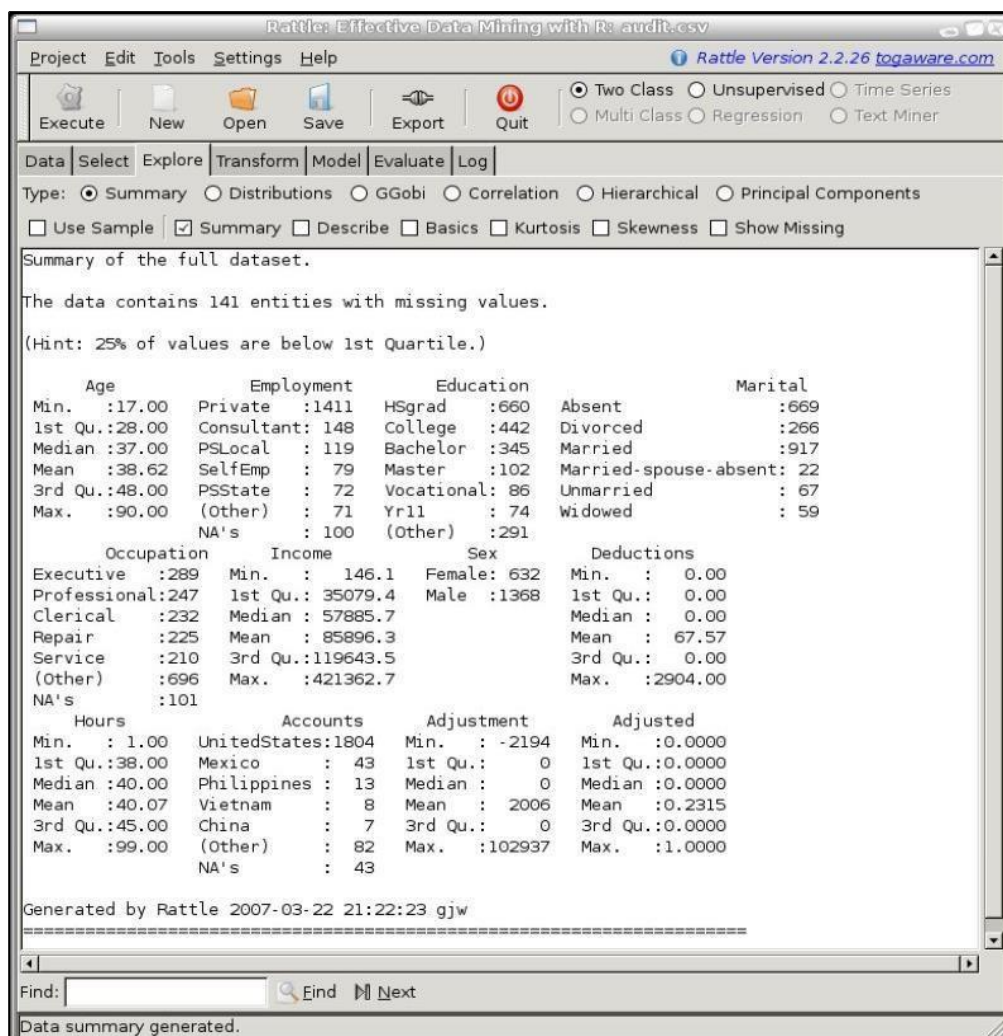 Rattle: Effective Data Mining with R: audit.csv
Project Edit Tools Settings Help Rattle Version 2.2.26 togaware.com
Execute New Open Save Export Quit
Two Class Unsupervised Time Series
Multi Class Regression Text Miner
Data Select Explore Transform Model Evaluate Log
Type: Summary Distributions GGobi Correlation Hierarchical Principal Components
Use Sample Summary Describe Basics Kurtosis Skewness Show Missing
Summary of the full dataset.
The data contains 141 entities with missing values.
(Hint: 25% of values are below 1st Quartile.)
Age Employment Education Marital
Min. :17.00 Private :1411 HSgrad :660 Absent :669
1st Qu.:28.00 Consultant: 148 College :442 Divorced :266
Median :37.00 PSLocal : 119 Bachelor :345 Married :917
Mean :38.62 SelfEmp : 79 Master :102 Married-spouse-absent: 22
3rd Qu.:48.00 PSState : 72 Vocational: 86 Unmarried : 67
Max. :90.00 (Other) : 71 Yr11 : 74 Widowed : 59
NA's : 100 (Other) :291
Occupation Income Sex Deductions
Executive :289 Min. : 146.1 Female: 632 Min. : 0.00
Professional:247 1st Qu.: 35079.4 Male :1368 1st Qu.: 0.00
Clerical :232 Median : 57885.7 Median : 0.00
Repair :225 Mean : 85896.3 Mean : 67.57
Service :210 3rd Qu.:119643.5 3rd Qu.: 0.00
(Other) :696 Max. :421362.7 Max. :2904.00
NA's :101
Hours Accounts Adjustment Adjusted
Min. : 1.00 UnitedStates:1804 Min. : -2194 Min. :0.0000
1st Qu.:38.00 Mexico : 43 1st Qu.: 0 1st Qu.:0.0000
Median :40.00 Philippines : 13 Median : 0 Median :0.0000
Mean :40.07 Vietnam : 8 Mean : 2006 Mean :0.2315
3rd Qu.:45.00 China : 7 3rd Qu.: 0 3rd Qu.:0.0000
Max. :99.00 (Other) : 82 Max. :102937 Max. :1.0000
NA's : 43
Generated by Rattle 2007-03-22 21:22:23 gjw
======================================================================
Find: Find Next
Data summary generated.